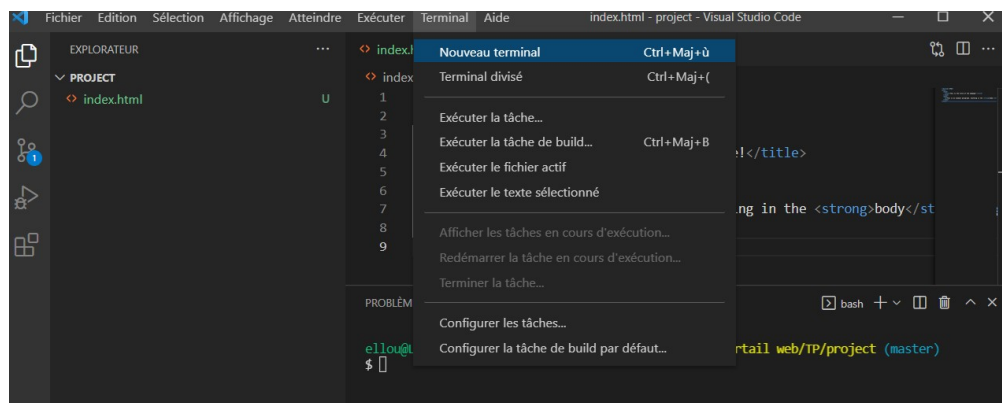 Fichier Edition Sélection Affichage Atteindre Exécuter Terminal Aide index.html - project - Visual Studio Code
EXPLORATEUR
PROJECT
index.html U
index
1
2
3
4
5
6
7
8
9
Nouveau terminal Ctrl+Maj+ù
Terminal divisé Ctrl+Maj+(
Exécuter la tâche...
Exécuter la tâche de build... Ctrl+Maj+B
Exécuter le fichier actif
Exécuter le texte sélectionné
Afficher les tâches en cours d'exécution...
Redémarrer la tâche en cours d'exécution...
Terminer la tâche...
Configurer les tâches...
Configurer la tâche de build par défaut...
!</title>
ng in the <strong>body</st
1
PROBLÈM
bash
ellou@ rtail web/TP/project (master)
$